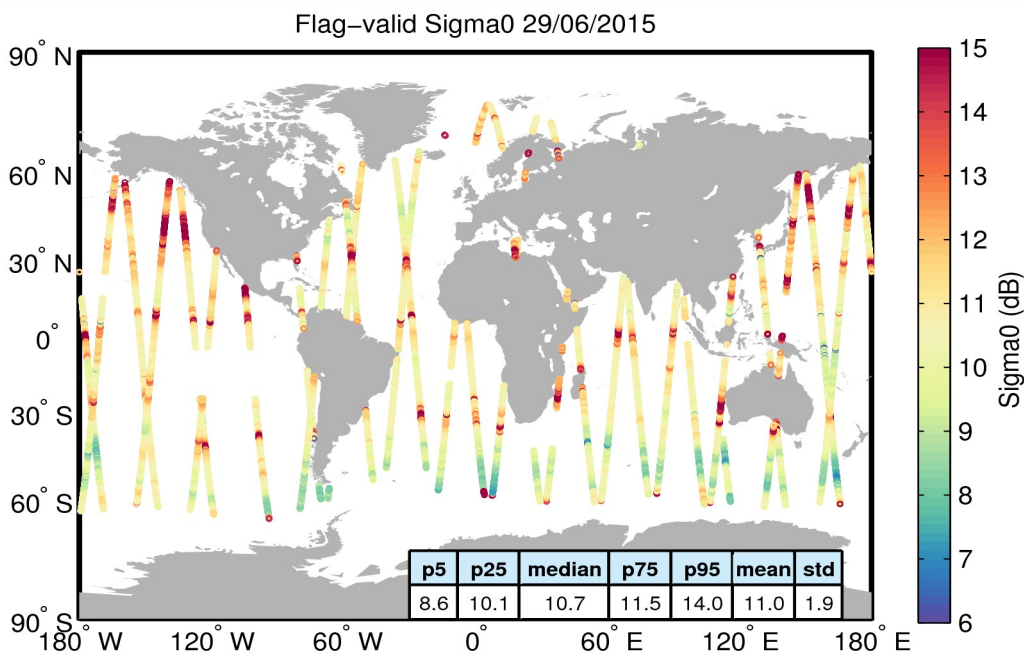 Flag−valid Sigma0 29/06/2015
90° N
60° N
30° N
0°
30° S
60° S
90° S
180° W
120° W
60° W
0°
60° E
120° E
180° E
15
14
13
12
11
10
9
8
7
6
Sigma0 (dB)
p5 p25 median p75 p95 mean std
8.6 10.1 10.7 11.5 14.0 11.0 1.9